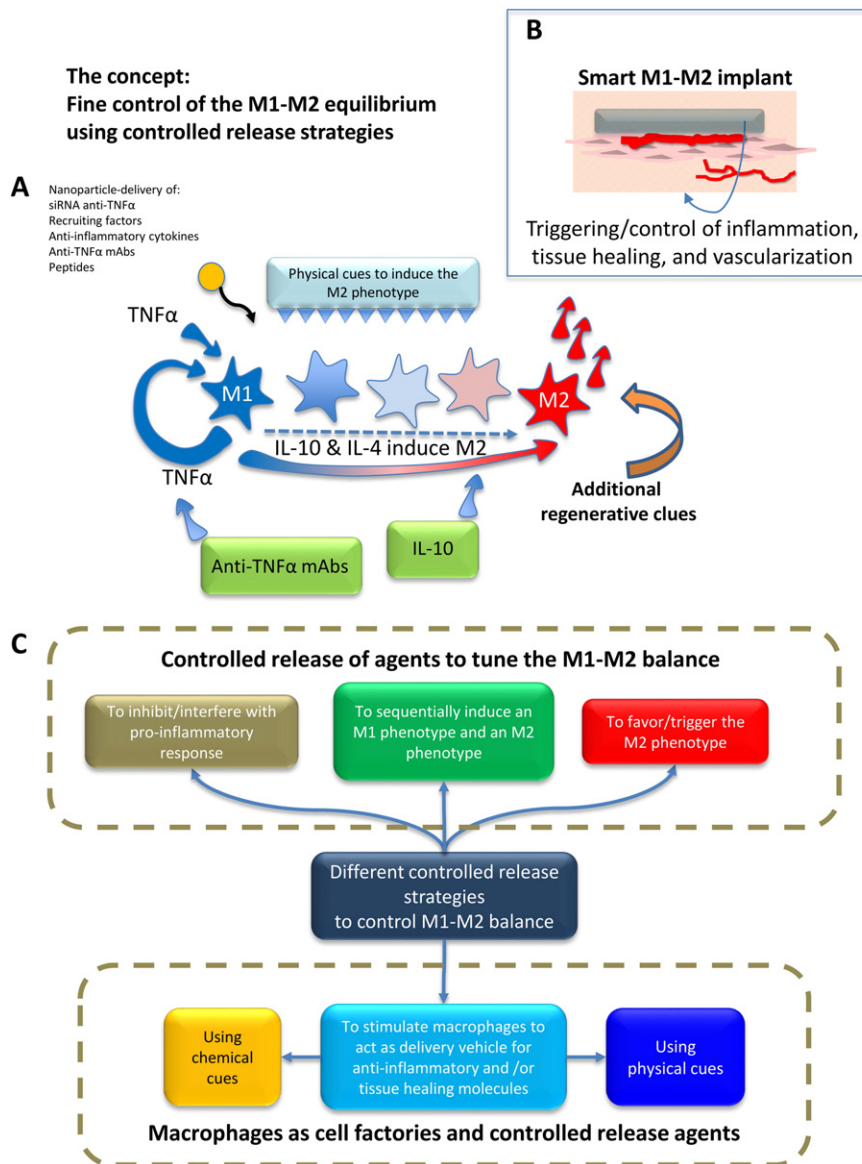 The concept:
Fine control of the M1-M2 equilibrium
using controlled release strategies
B
Smart M1-M2 implant
Triggering/control of inflammation,
tissue healing, and vascularization
A
Nanoparticle-delivery of:
siRNA anti-TNFα
Recruiting factors
Anti-inflammatory cytokines
Anti-TNFα mAbs
Peptides
Physical cues to induce the
M2 phenotype
TNFα
M1
M2
IL-10 & IL-4 induce M2
TNFα
Additional
regenerative clues
Anti-TNFα mAbs
IL-10
C
Controlled release of agents to tune the M1-M2 balance
To inhibit/interfere with
pro-inflammatory
response
To sequentially induce an
M1 phenotype and an M2
phenotype
To favor/trigger the
M2 phenotype
Different controlled release
strategies
to control M1-M2 balance
Using
chemical
cues
To stimulate macrophages to
act as delivery vehicle for
anti-inflammatory and /or
tissue healing molecules
Using
physical cues
Macrophages as cell factories and controlled release agents